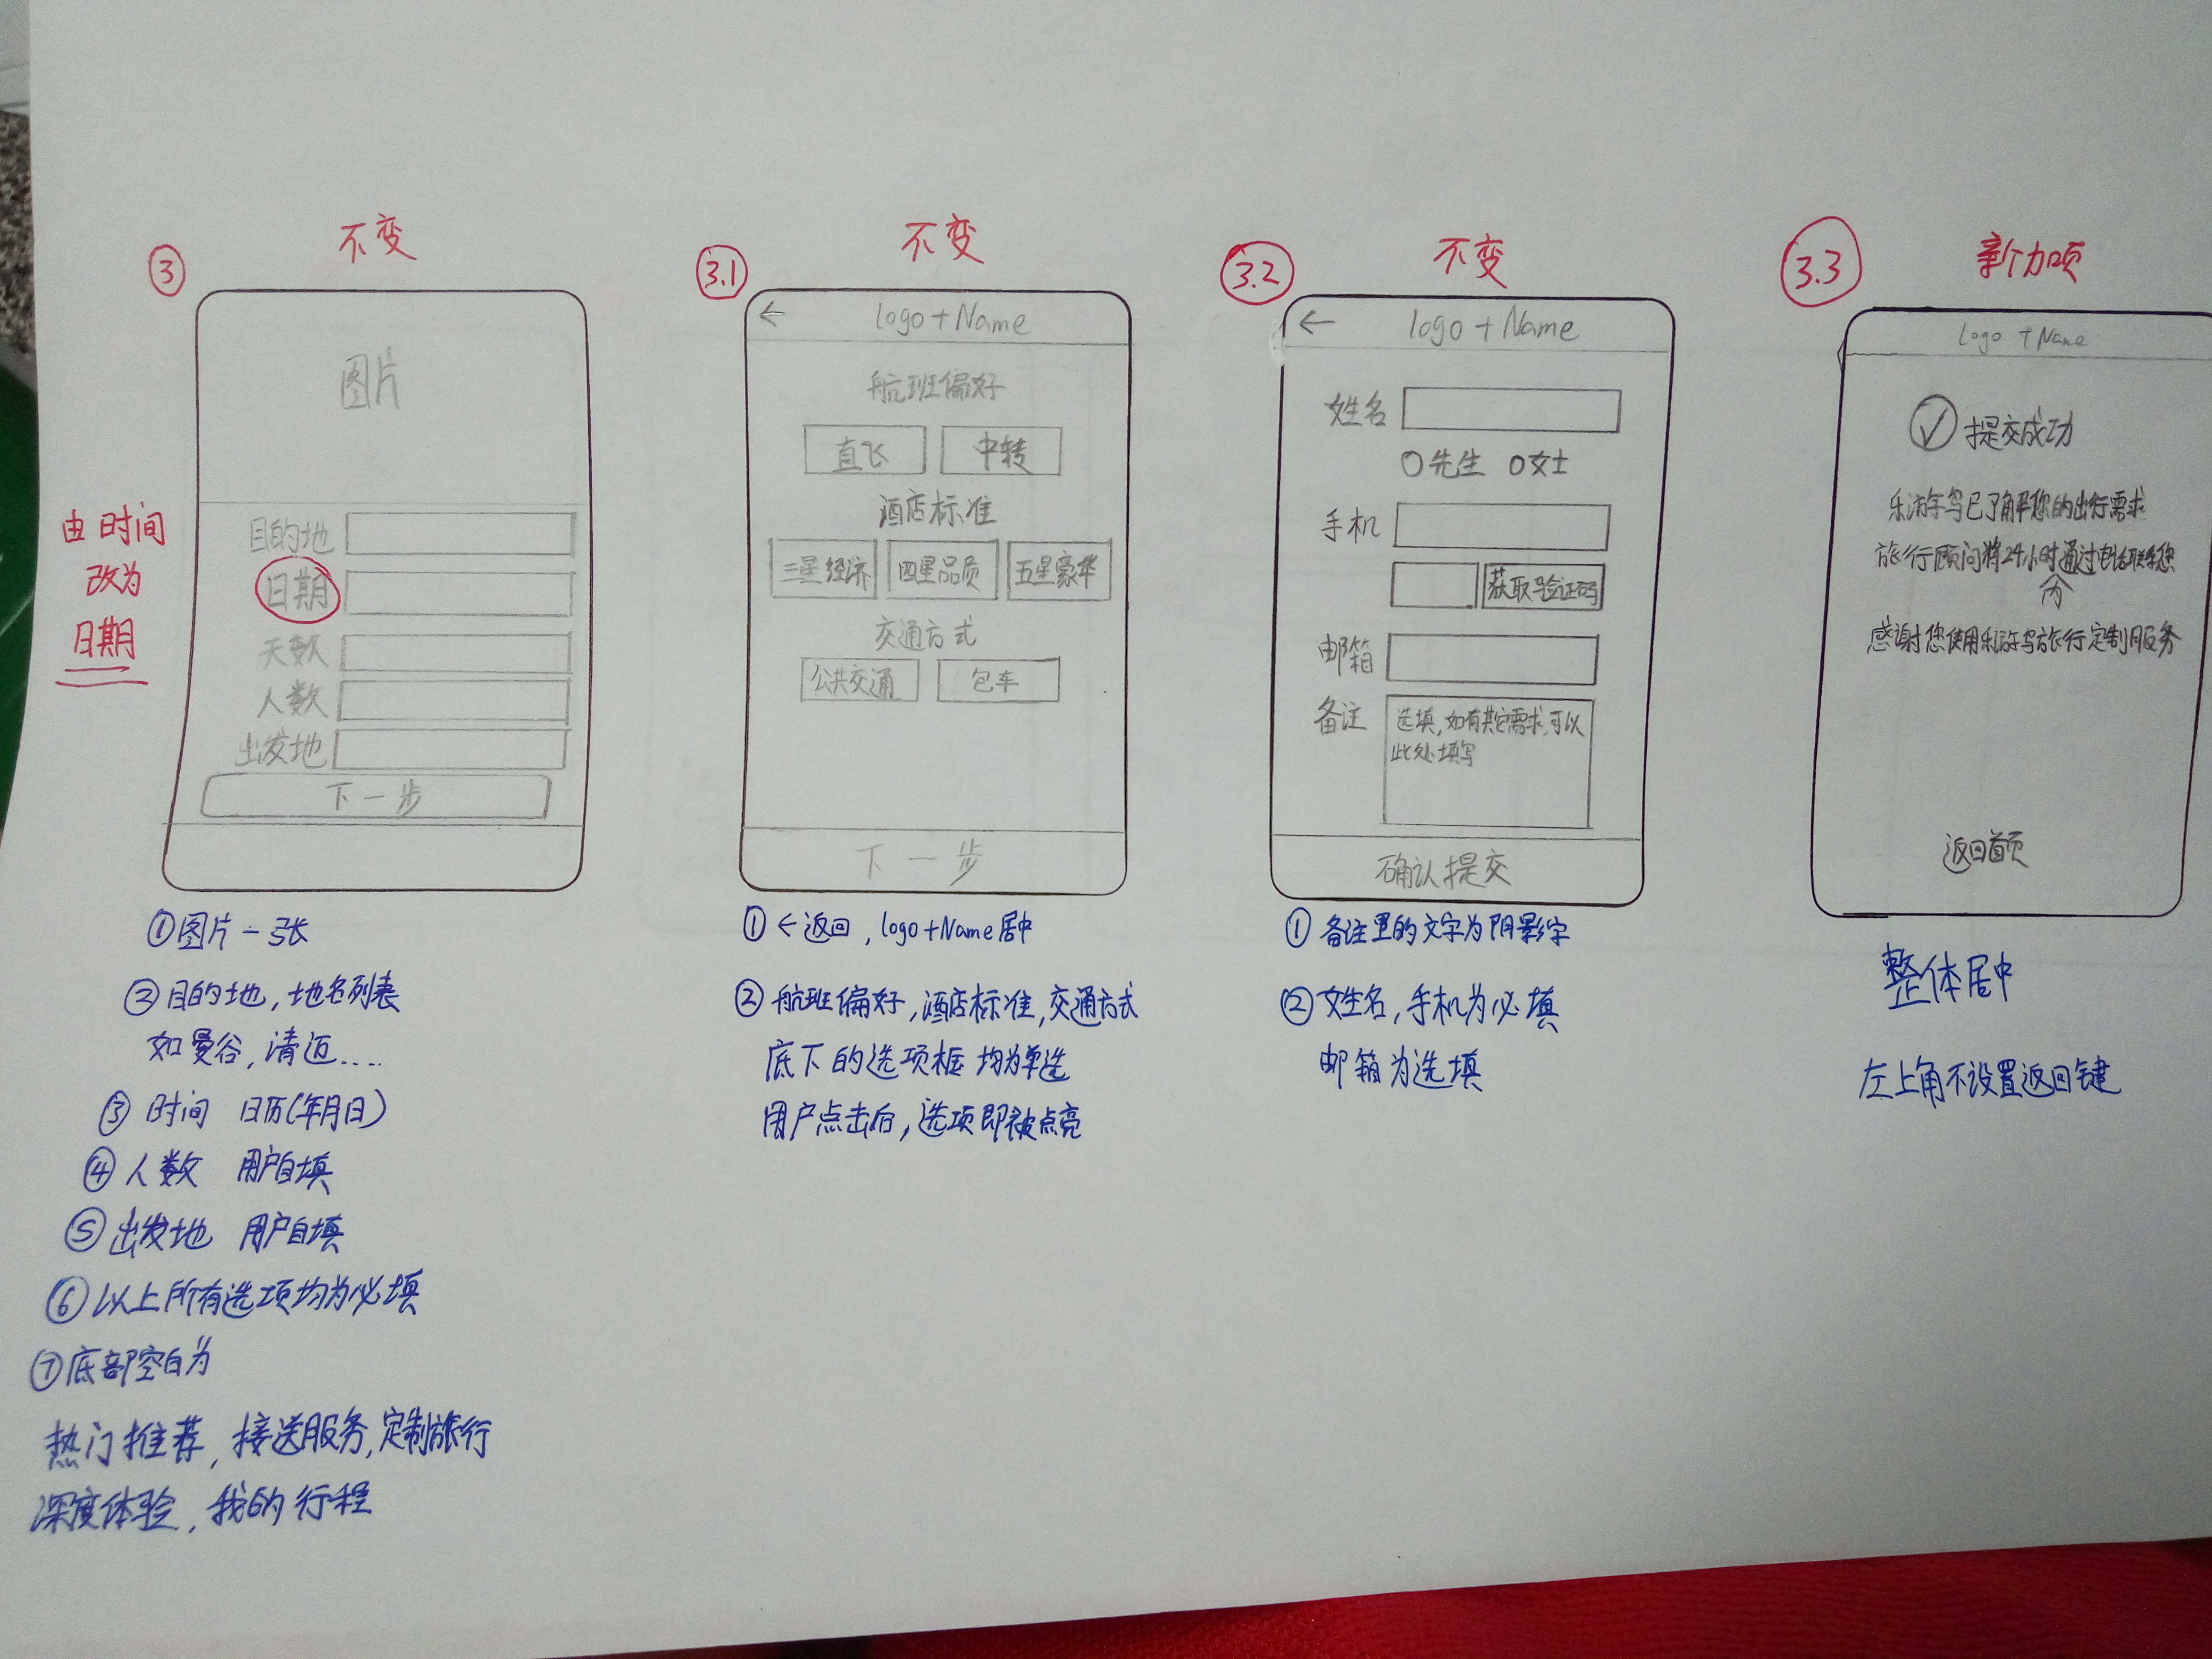 ③
不变
图片
目的地
日期
天数
人数
出发地
下一步
由时间
改为
日期
①图片一张
②目的地,地名列表
如曼谷,清迈....
③时间 日历(年月日)
④人数 用户自填
⑤出发地 用户自填
⑥以上所有选项均为必填
⑦底部空白为
热门推荐,接送服务,定制旅行
深度体验,我的行程
3.1
不变
← logo+Name
航班偏好
直飞 中转
酒店标准
三星经济 四星品质 五星豪华
交通方式
公共交通 包车
下一步
①←返回,logo+Name居中
②航班偏好,酒店标准,交通方式
底下的选项框均为单选
用户点击后,选项即被点亮
3.2
不变
← logo+Name
姓名
○先生 ○女士
手机
获取验证码
邮箱
备注
选填,如有其它需求,可以
此处填写
确认提交
①备注里的文字为阴影字
②姓名,手机为必填
邮箱为选填
3.3
新加项
Logo+Name
✓提交成功
乐游鸟已了解您的出行需求
旅行顾问将24小时内通过电话联系您
感谢您使用乐游鸟旅行定制服务
返回首页
整体居中
左上角不设置返回键